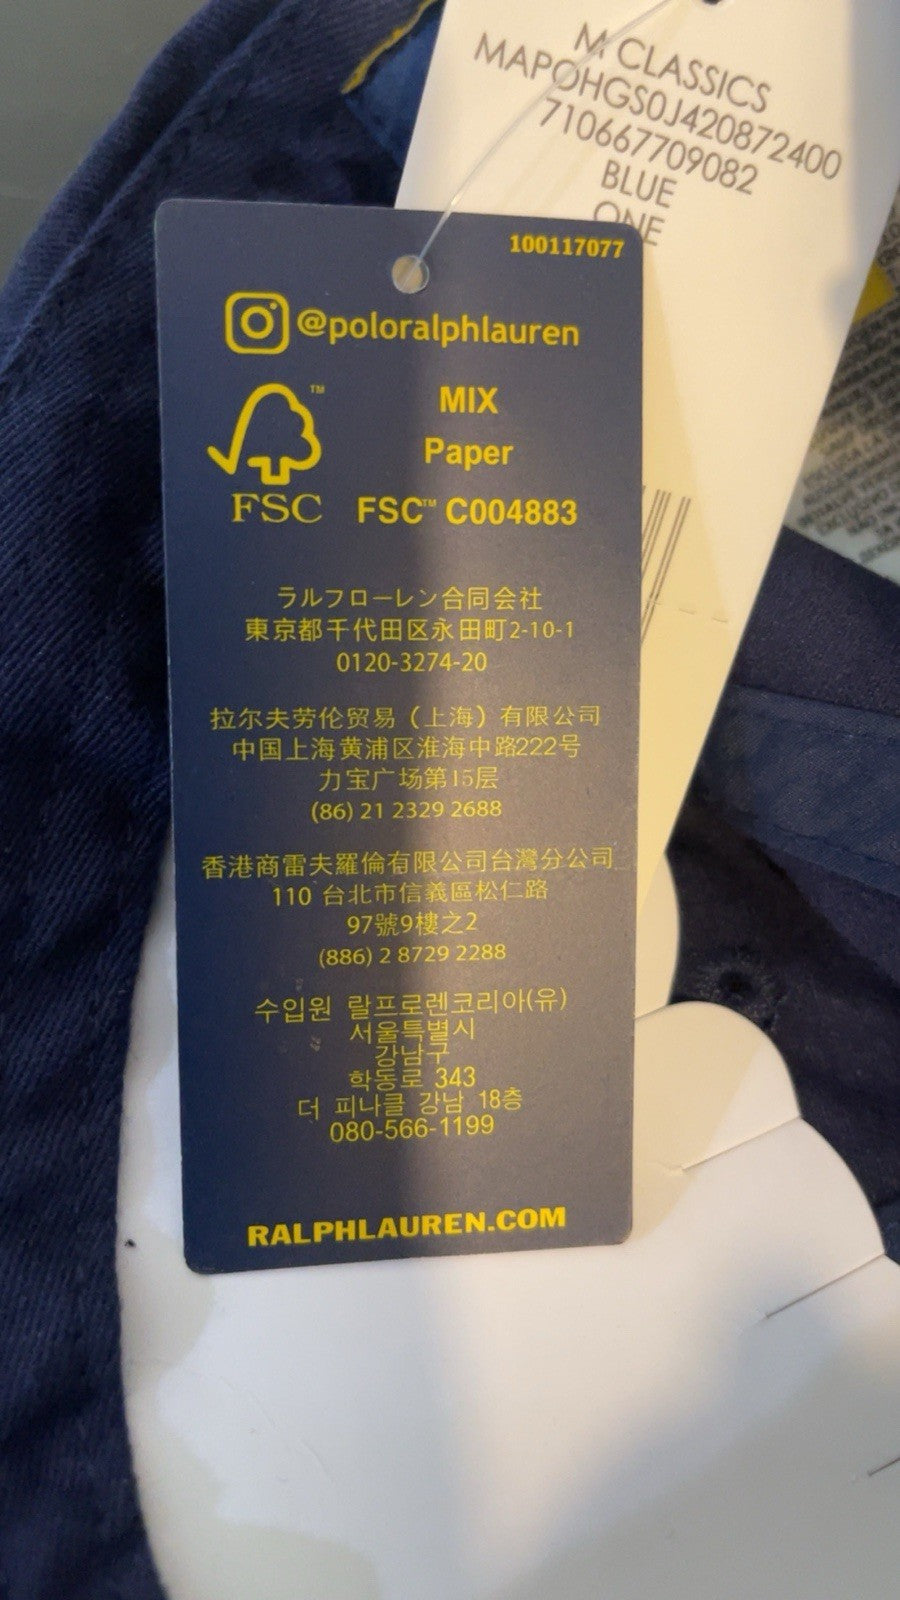 M CLASSICS
MAPOHGS0J420872400
710667709082
BLUE
ONE
100117077
@poloralphlauren
MIX
Paper
FSC™ C004883
FSC
ラルフローレン合同会社
東京都千代田区永田町2-10-1
0120-3274-20
拉尔夫劳伦贸易（上海）有限公司
中国上海黄浦区淮海中路222号
力宝广场第15层
(86) 21 2329 2688
香港商雷夫羅倫有限公司台灣分公司
110 台北市信義區松仁路
97號9樓之2
(886) 2 8729 2288
수입원 랄프로렌코리아(유)
서울특별시
강남구
학동로 343
더 피나클 강남 18층
080-566-1199
RALPHLAUREN.COM